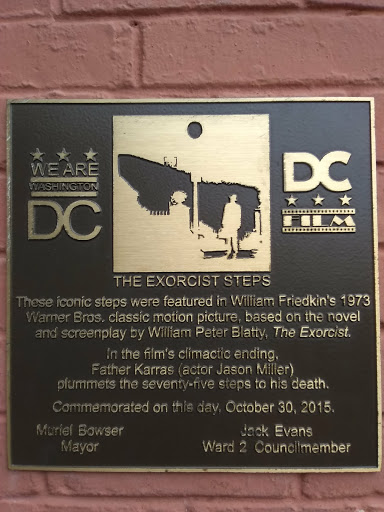 WE ARE
WASHINGTON
DC
DC
FILM
THE EXORCIST STEPS
These iconic steps were featured in William Friedkin's 1973
Warner Bros. classic motion picture, based on the novel
and screenplay by William Peter Blatty, The Exorcist.
In the film's climactic ending,
Father Karras (actor Jason Miller)
plummets the seventy-five steps to his death.
Commemorated on this day, October 30, 2015.
Muriel Bowser
Mayor
Jack Evans
Ward 2 Councilmember